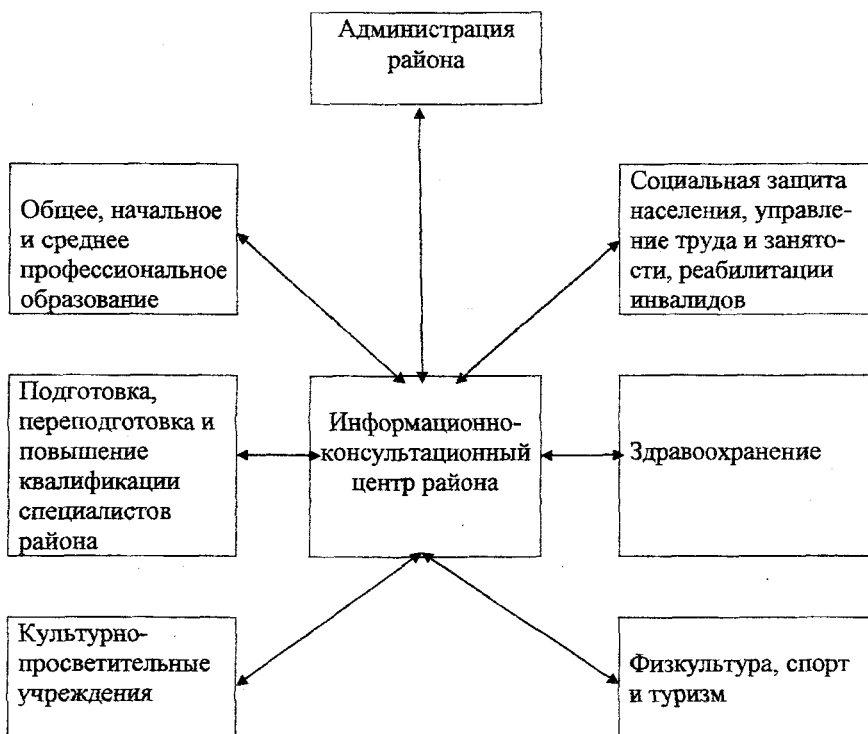 Администрация
района
Общее, начальное
и среднее
профессиональное
образование
Социальная защита
населения, управле-
ние труда и занято-
сти, реабилитации
инвалидов
Подготовка,
переподготовка и
повышение
квалификации
специалистов
района
Информационно-
консультационный
центр района
Здравоохранение
Культурно-
просветительные
учреждения
Физкультура, спорт
и туризм